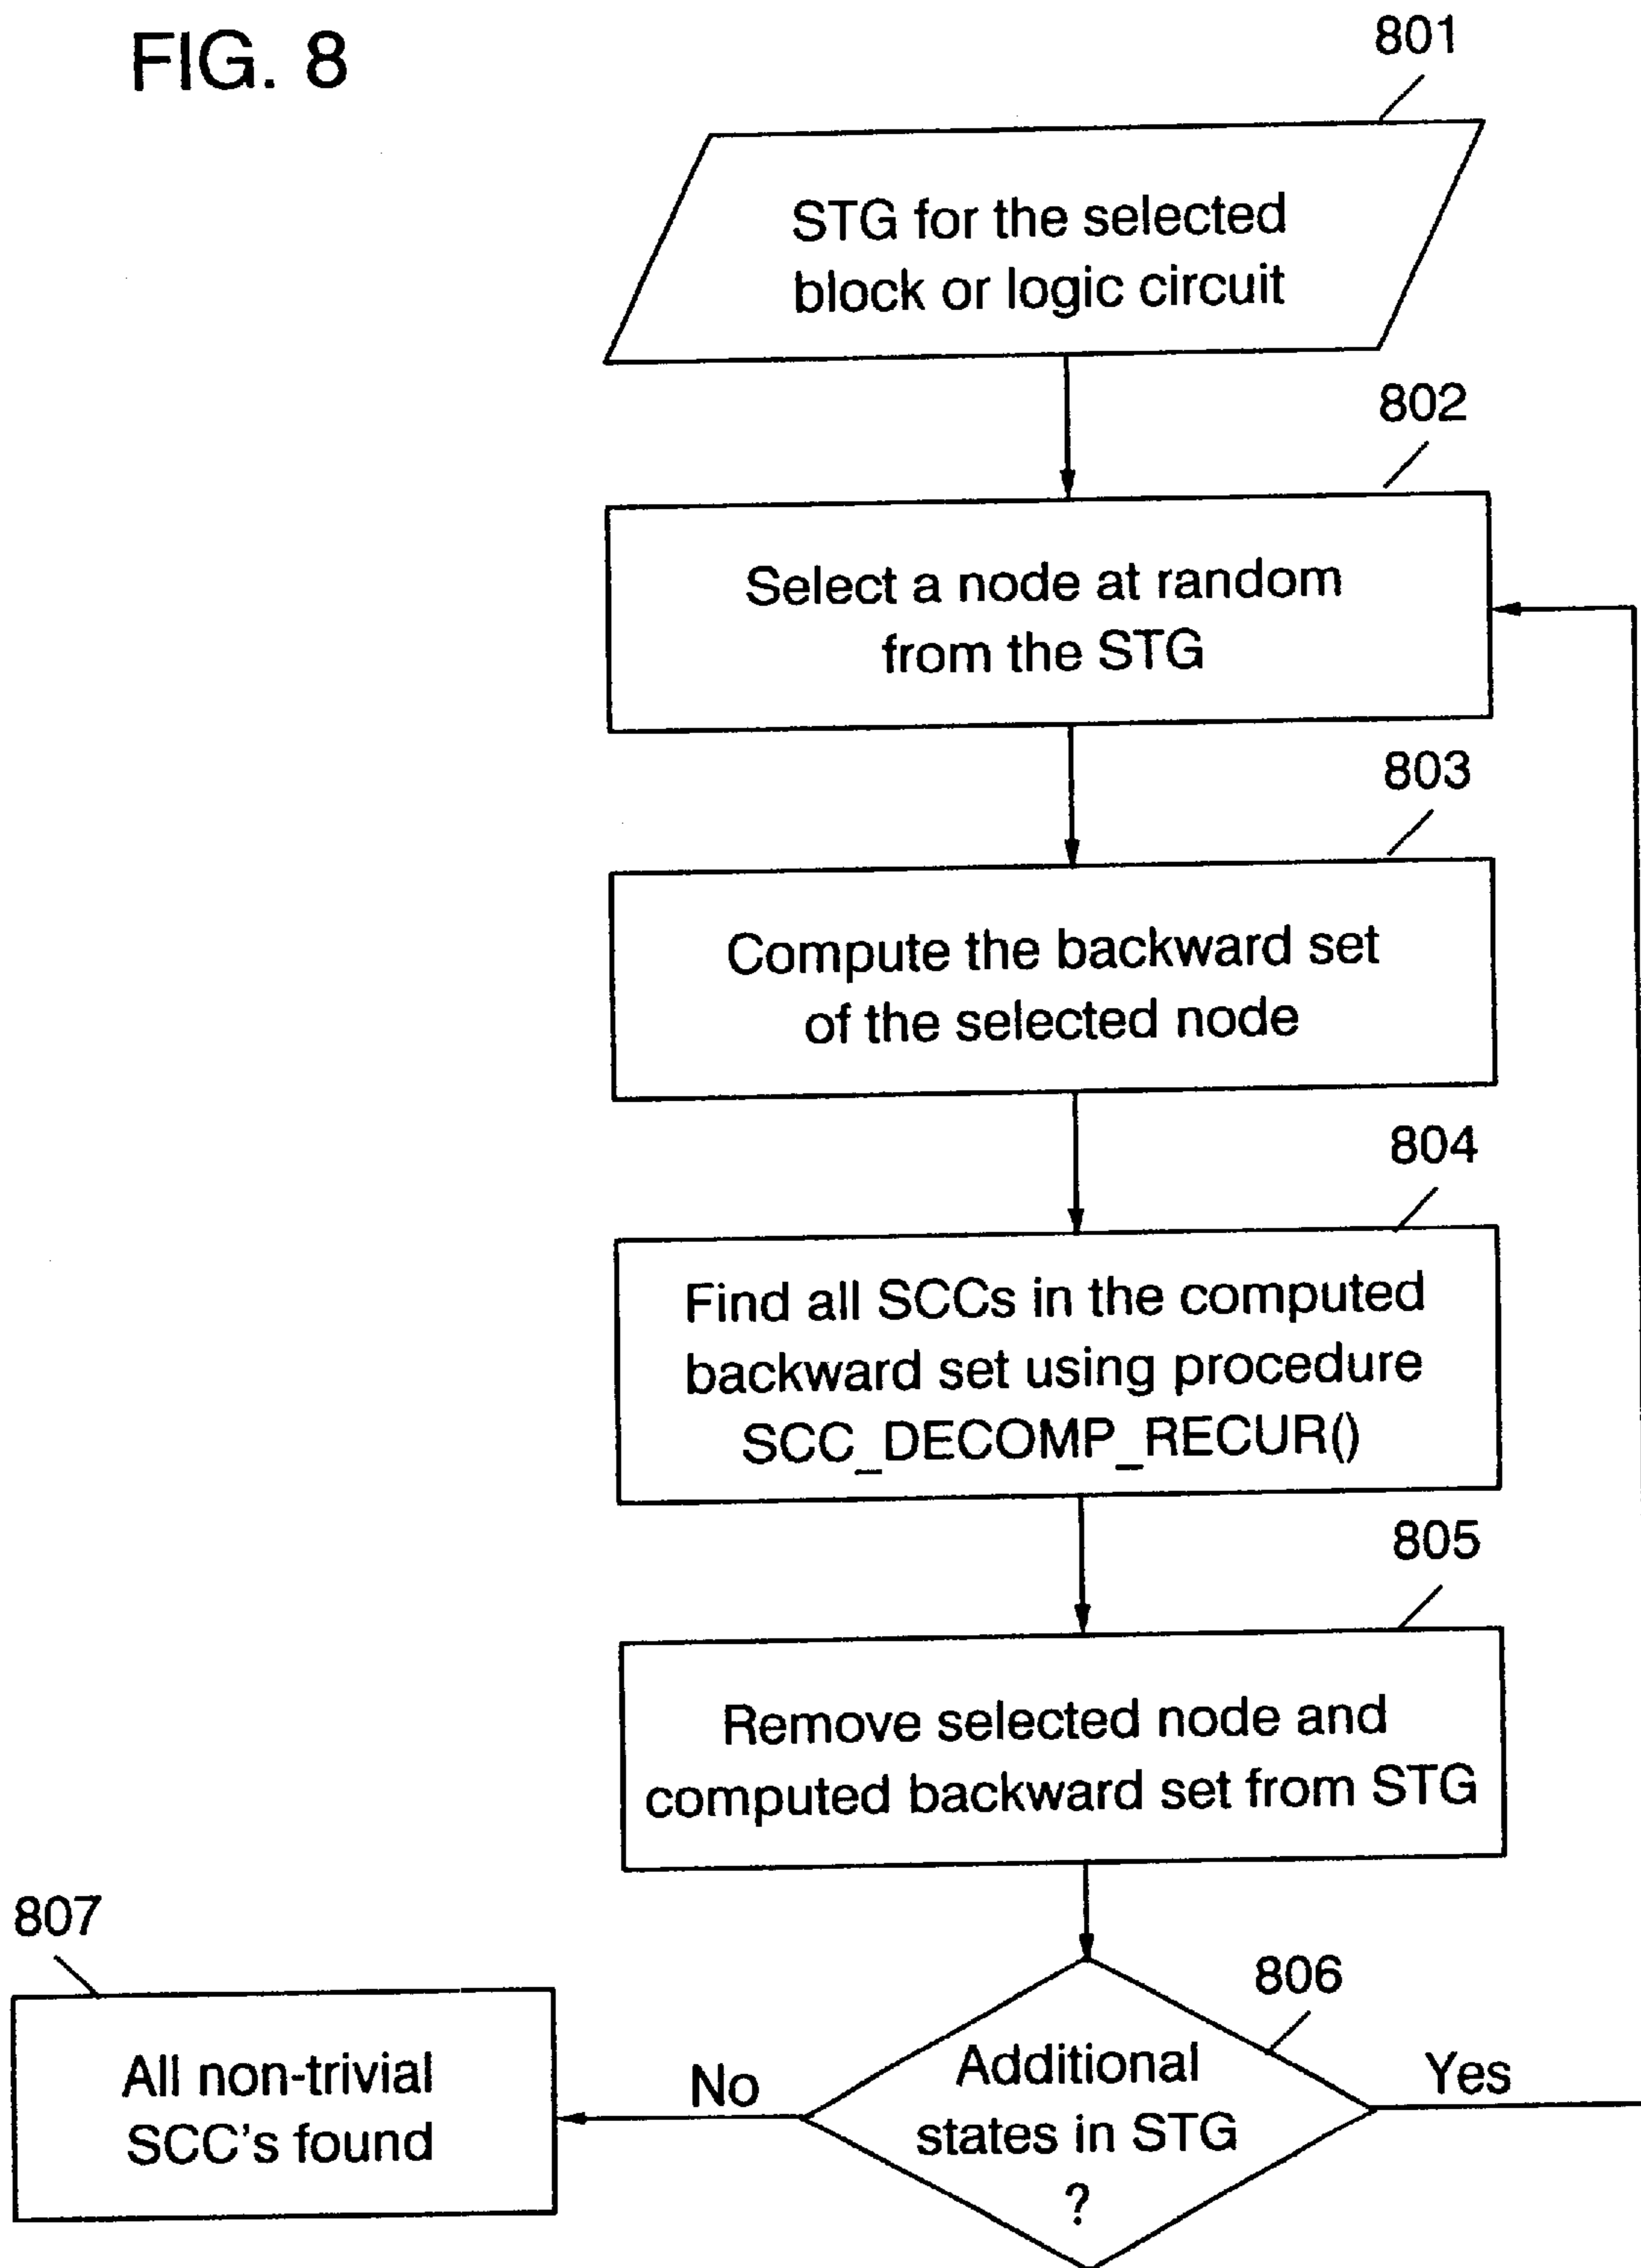 FIG. 8
801
STG for the selected
block or logic circuit
802
Select a node at random
from the STG
803
Compute the backward set
of the selected node
804
Find all SCCs in the computed
backward set using procedure
SCC_DECOMP_RECUR()
805
Remove selected node and
computed backward set from STG
807
806
All non-trivial
SCC's found
No
Additional
states in STG
?
Yes